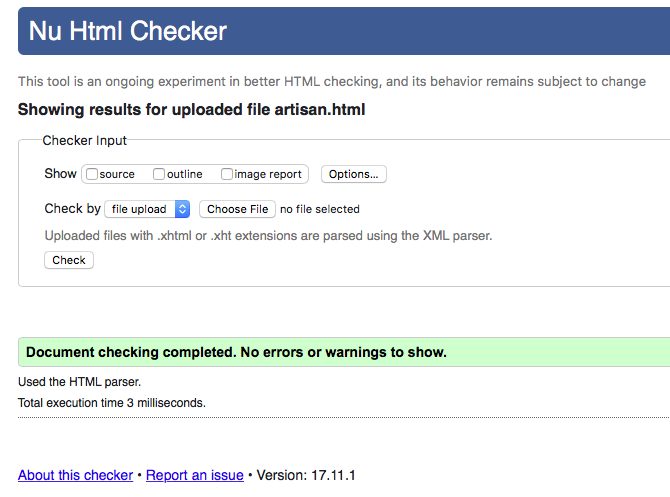 Nu Html Checker
This tool is an ongoing experiment in better HTML checking, and its behavior remains subject to change
Showing results for uploaded file artisan.html
Checker Input
Show source outline image report Options...
Check by file upload Choose File no file selected
Uploaded files with .xhtml or .xht extensions are parsed using the XML parser.
Check
Document checking completed. No errors or warnings to show.
Used the HTML parser.
Total execution time 3 milliseconds.
About this checker • Report an issue • Version: 17.11.1